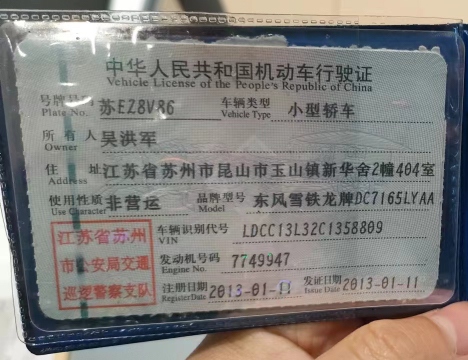 中华人民共和国机动车行驶证
Vehicle License of the People's Republic of China
号牌号码 苏EZ8V86 车辆类型 小型轿车
Plate No. Vehicle Type
所有人 吴洪军
Owner
住址 江苏省苏州市昆山市玉山镇新华舍2幢404室
Address
使用性质 非营运 品牌型号 东风雪铁龙牌DC7165LYAA
Use Character Model
江苏省苏州 车辆识别代号 LDCC13L32C1358809
VIN
市公安局交通 发动机号码 7749947
Engine No.
巡逻警察支队 注册日期 2013-01-11 发证日期 2013-01-11
Register Date Issue Date